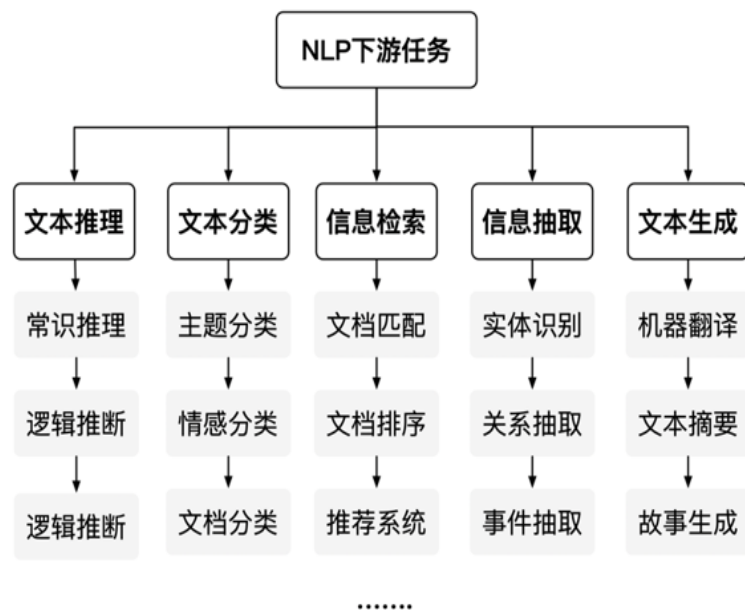 NLP下游任务
文本推理 文本分类 信息检索 信息抽取 文本生成
常识推理 主题分类 文档匹配 实体识别 机器翻译
逻辑推断 情感分类 文档排序 关系抽取 文本摘要
逻辑推断 文档分类 推荐系统 事件抽取 故事生成
.......